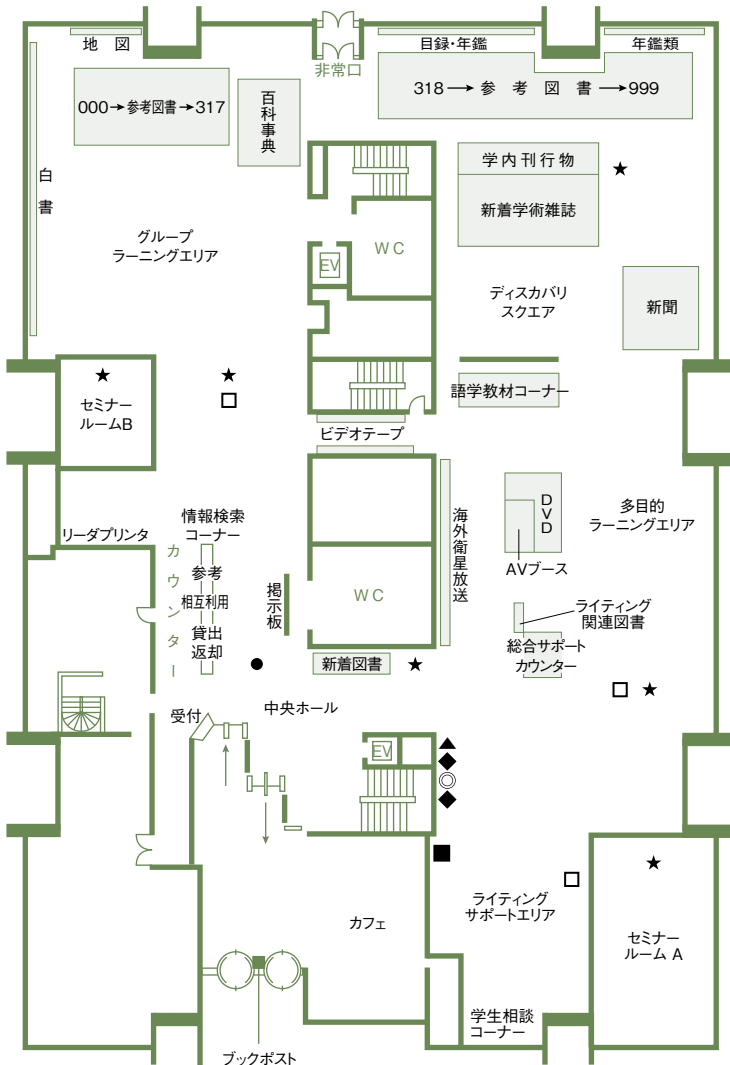 地 図
非常口
目録・年鑑
年鑑類
000→参考図書→317
百科事典
318→参 考 図 書→999
白書
学内刊行物
★
新着学術雑誌
グループ
ラーニングエリア
WC
EV
ディスカバリ
スクエア
新聞
★
セミナー
ルームB
★
□
語学教材コーナー
ビデオテープ
リーダプリンタ
情報検索
コーナー
カウンター
参考
相互利用
貸出
返却
掲示板
WC
海外衛星放送
DVD
AVブース
多目的
ラーニングエリア
ライティング
関連図書
総合サポート
カウンター
●
新着図書
★
□ ★
受付
中央ホール
EV
▲
◆
◎
◆
■
□
★
ライティング
サポートエリア
カフェ
セミナー
ルーム A
学生相談
コーナー
ブックポスト